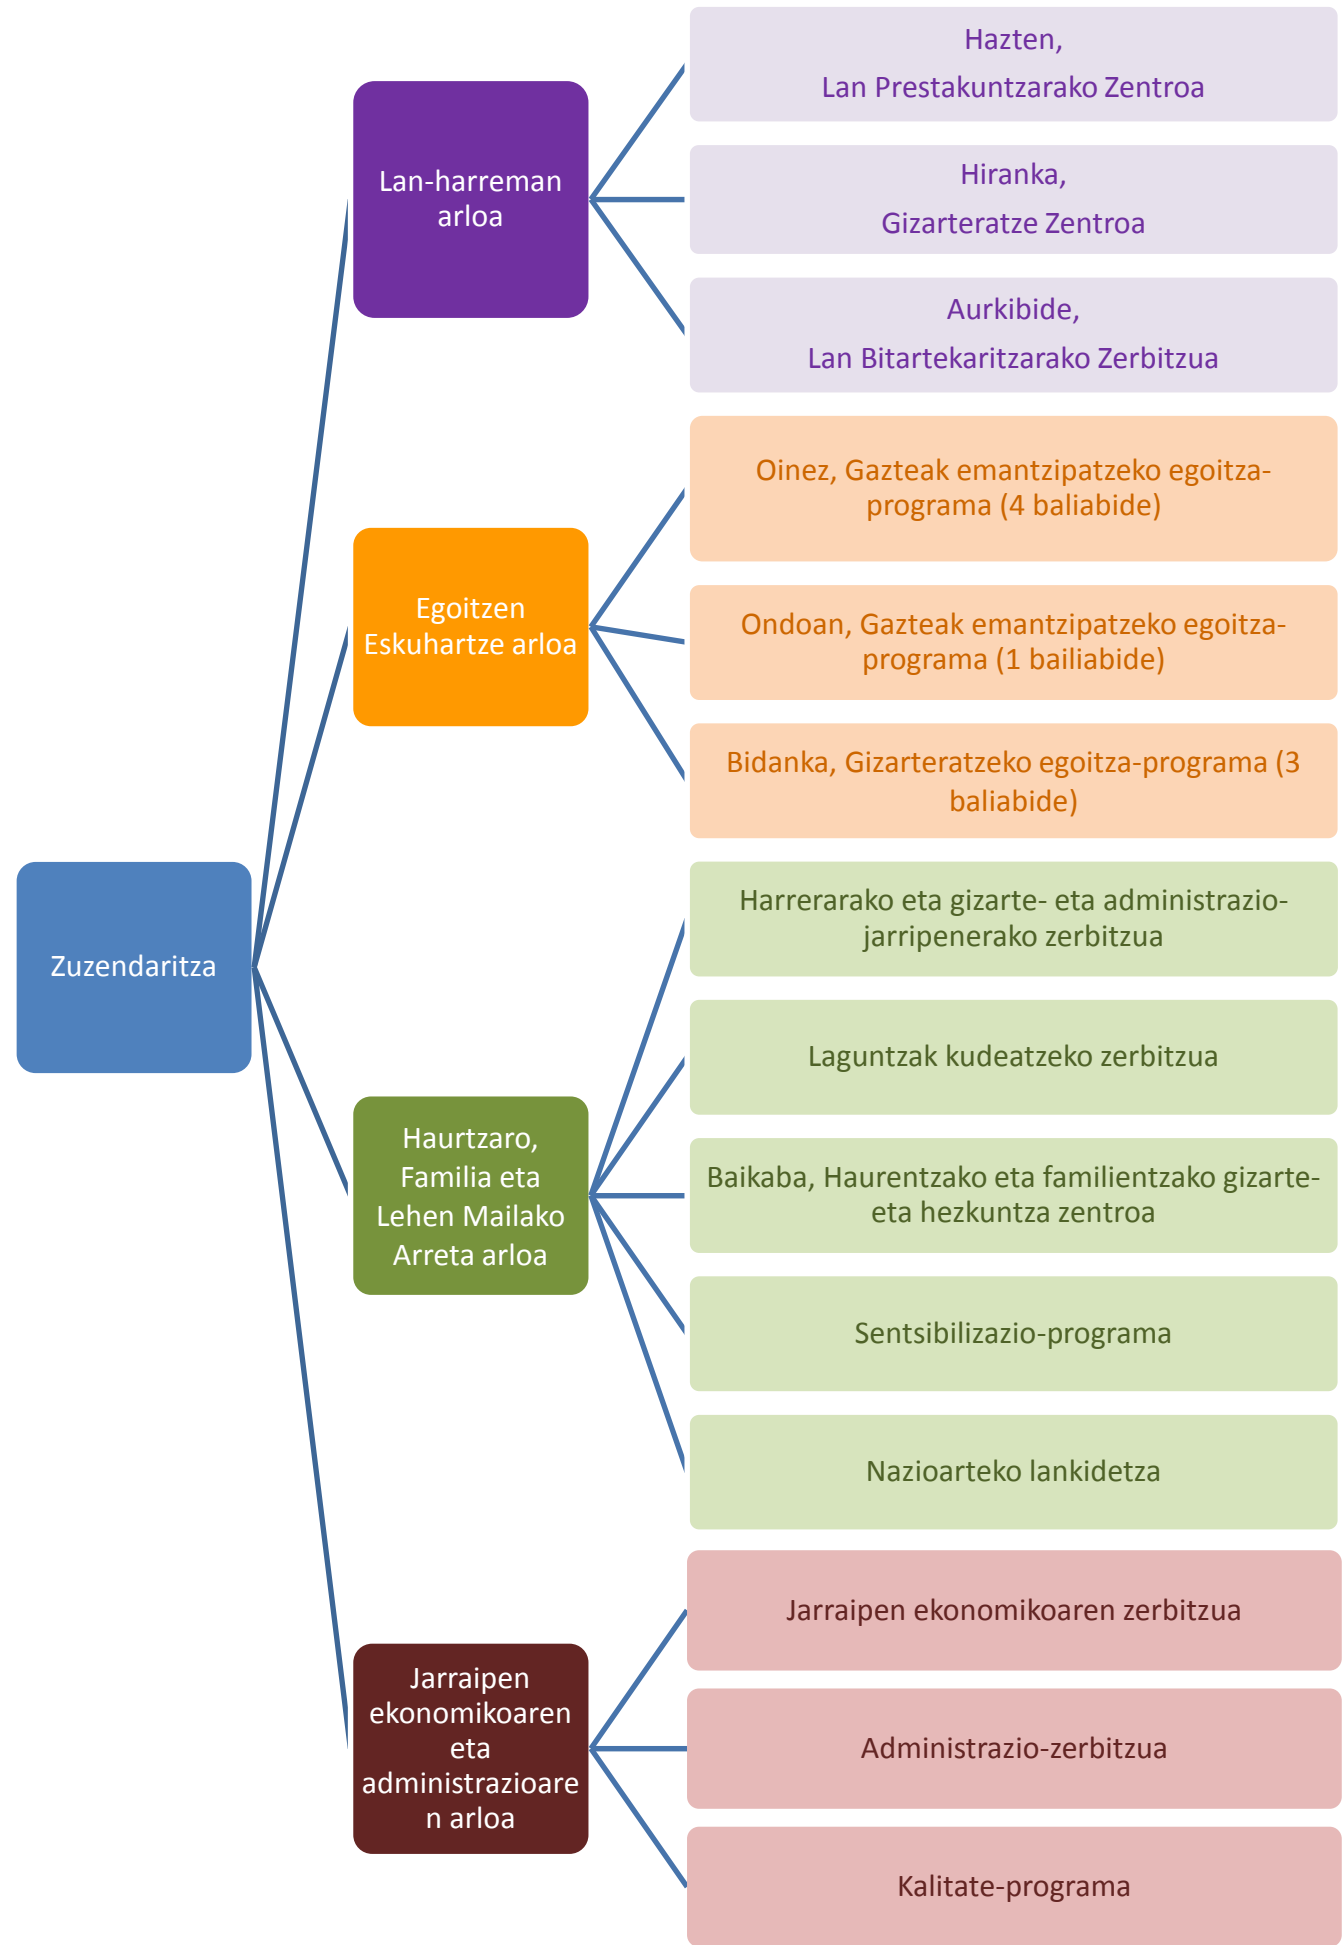 Zuzendaritza
Lan-harreman
arloa
Hazten,
Lan Prestakuntzarako Zentroa
Hiranka,
Gizarteratze Zentroa
Aurkibide,
Lan Bitartekaritzarako Zerbitzua
Egoitzen
Eskuhartze arloa
Oinez, Gazteak emantzipatzeko egoitza-
programa (4 baliabide)
Ondoan, Gazteak emantzipatzeko egoitza-
programa (1 bailiabide)
Bidanka, Gizarteratzeko egoitza-programa (3
baliabide)
Haurtzaro,
Familia eta
Lehen Mailako
Arreta arloa
Harrerarako eta gizarte- eta administrazio-
jarripenerako zerbitzua
Laguntzak kudeatzeko zerbitzua
Baikaba, Haurentzako eta familientzako gizarte-
eta hezkuntza zentroa
Sentsibilizazio-programa
Nazioarteko lankidetza
Jarraipen
ekonomikoaren
eta
administrazioare
n arloa
Jarraipen ekonomikoaren zerbitzua
Administrazio-zerbitzua
Kalitate-programa